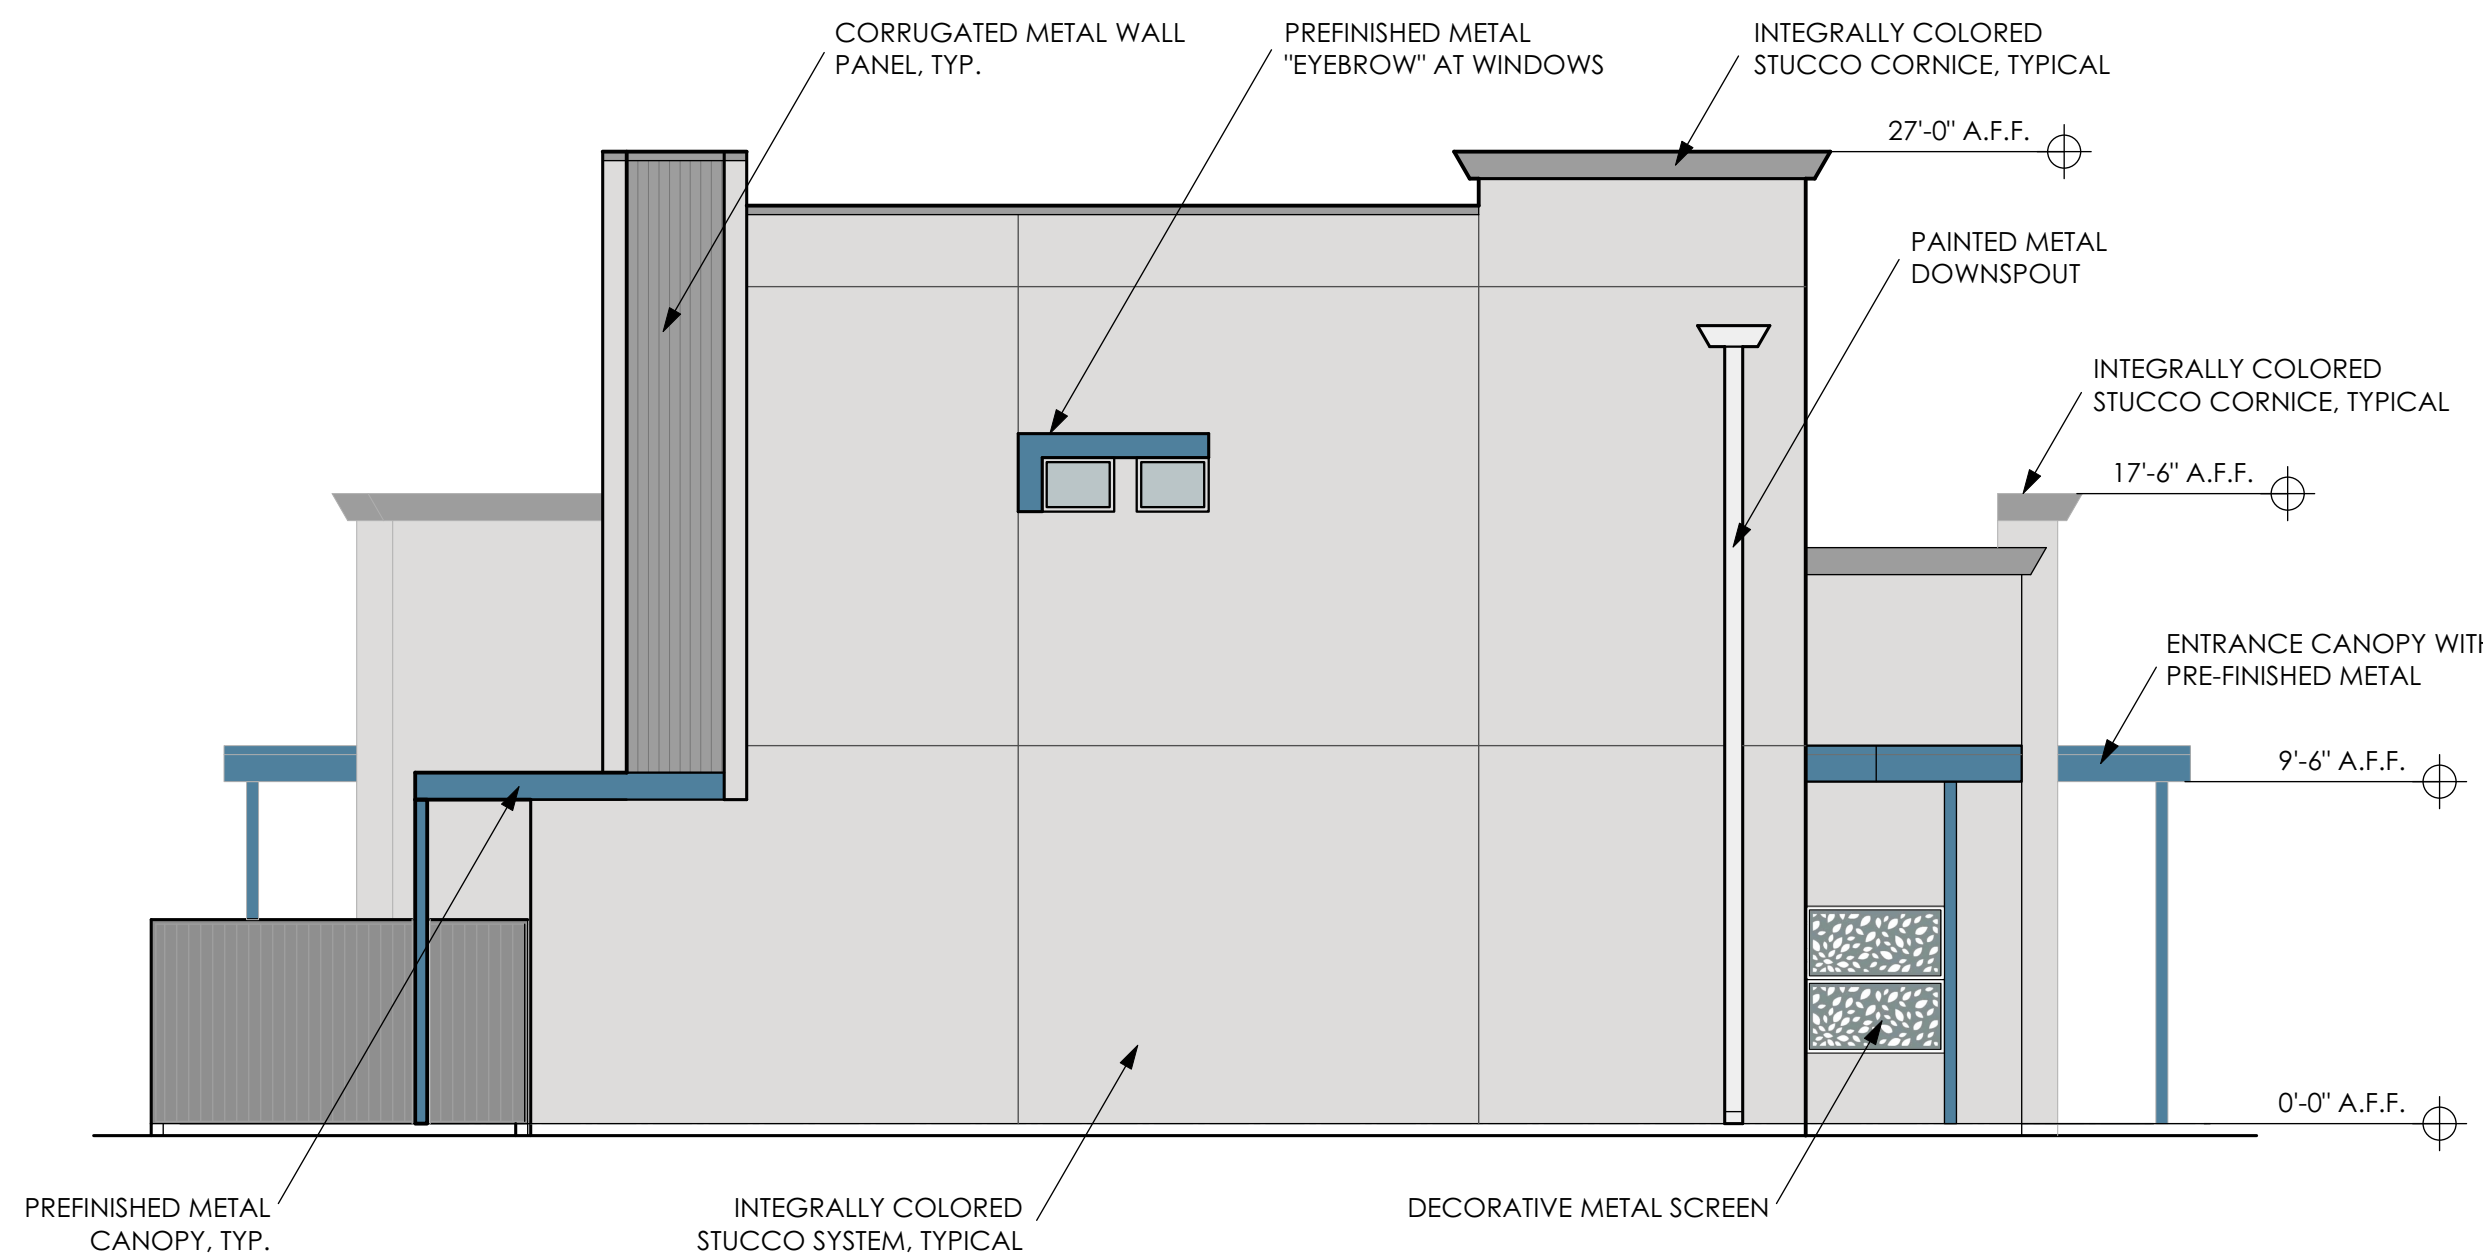 CORRUGATED METAL WALL
PANEL, TYP.
PREFINISHED METAL
"EYEBROW" AT WINDOWS
INTEGRALLY COLORED
STUCCO CORNICE, TYPICAL
27'-0" A.F.F.
PAINTED METAL
DOWNSPOUT
INTEGRALLY COLORED
STUCCO CORNICE, TYPICAL
17'-6" A.F.F.
ENTRANCE CANOPY WITH
PRE-FINISHED METAL
9'-6" A.F.F.
0'-0" A.F.F.
PREFINISHED METAL
CANOPY, TYP.
INTEGRALLY COLORED
STUCCO SYSTEM, TYPICAL
DECORATIVE METAL SCREEN